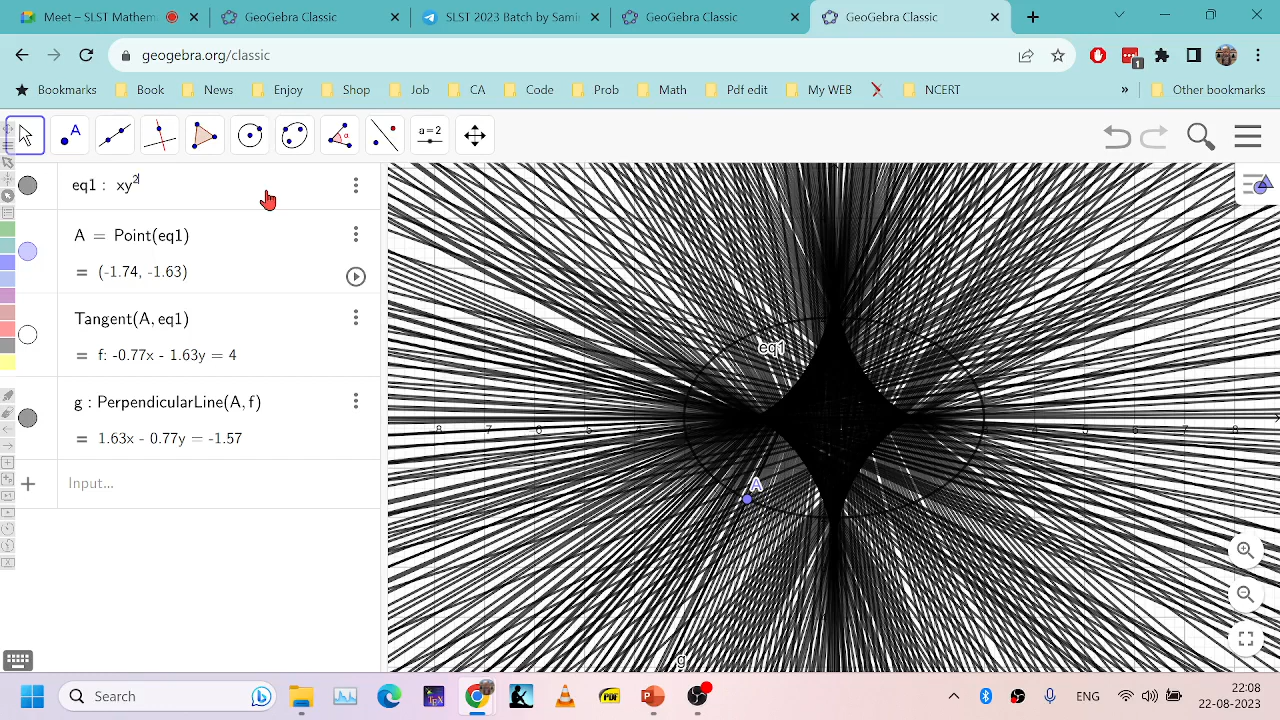 Meet – SLST Mathem
GeoGebra Classic
SLST 2023 Batch by Sami
GeoGebra Classic
GeoGebra Classic
geogebra.org/classic
1
Bookmarks
Book
News
Enjoy
Shop
Job
CA
Code
Prob
Math
Pdf edit
My WEB
NCERT
»
Other bookmarks
A
α
a=2
eq1 : xy²
A = Point(eq1)
= (-1.74, -1.63)
Tangent(A, eq1)
= f: -0.77x - 1.63y = 4
g : PerpendicularLine(A, f)
= 1.63x - 0.77y = -1.57
Input...
eq1
A
g
Search
ENG
22:08
22-08-2023